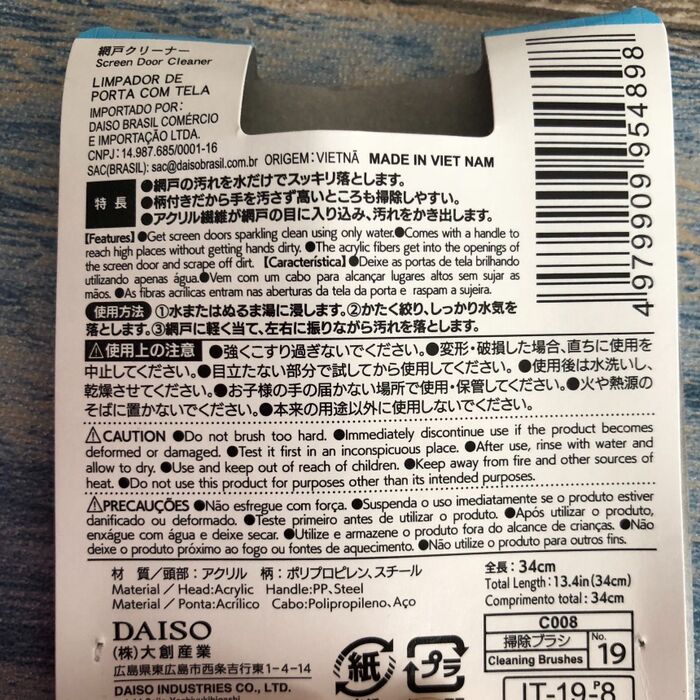 網戸クリーナー
Screen Door Cleaner
LIMPADOR DE
PORTA COM TELA
IMPORTADO POR:
DAISO BRASIL COMÉRCIO
E IMPORTAÇÃO LTDA.
CNPJ: 14.987.685/0001-16
SAC(BRASIL): sac@daisobrasil.com.br ORIGEM:VIETNÃ MADE IN VIET NAM
4979909954898
特長
●網戸の汚れを水だけでスッキリ落とします。
●柄付きだから手を汚さず高いところも掃除しやすい。
●アクリル繊維が網戸の目に入り込み、汚れをかき出します。
【Features】●Get screen doors sparkling clean using only water.●Comes with a handle to
reach high places without getting hands dirty. ●The acrylic fibers get into the openings of
the screen door and scrape off dirt. 【Característica】●Deixe as portas de tela brilhando
utilizando apenas água.●Vem com um cabo para alcançar lugares altos sem sujar as
mãos. ●As fibras acrílicas entram nas aberturas da tela da porta e raspam a sujeira.
使用方法 ①水またはぬるま湯に浸します。②かたく絞り、しっかり水気を
落とします。③網戸に軽く当て、左右に振りながら汚れを落とします。
⚠使用上の注意 ●強くこすり過ぎないでください。●変形・破損した場合、直ちに使用を
中止してください。●目立たない部分で試してから使用してください。●使用後は水洗いし、
乾燥させてください。●お子様の手の届かない場所で使用・保管してください。●火や熱源の
そばに置かないでください。●本来の用途以外に使用しないでください。
⚠CAUTION ●Do not brush too hard. ●Immediately discontinue use if the product becomes
deformed or damaged. ●Test it first in an inconspicuous place. ●After use, rinse with water and
allow to dry. ●Use and keep out of reach of children. ●Keep away from fire and other sources of
heat. ●Do not use this product for purposes other than its intended purposes.
⚠PRECAUÇÕES ●Não esfregue com força. ●Suspenda o uso imediatamente se o produto estiver
danificado ou deformado. ●Teste primeiro antes de utilizar o produto. ●Após utilizar o produto,
enxágue com água e deixe secar. ●Utilize e armazene o produto fora do alcance de crianças. ●Não
deixe o produto próximo ao fogo ou fontes de aquecimento. ●Não utilize o produto para outros fins.
材 質／頭部：アクリル 柄：ポリプロピレン、スチール
Material / Head:Acrylic Handle:PP, Steel
Material / Ponta:Acrílico Cabo:Polipropileno, Aço
全長：34cm
Total Length:13.4in(34cm)
Comprimento total: 34cm
DAISO
(株)大創産業
広島県東広島市西条吉行東1-4-14
DAISO INDUSTRIES CO., LTD.
紙
プラ
C008
掃除ブラシ
Cleaning Brushes
No. 19
IT-19-P8